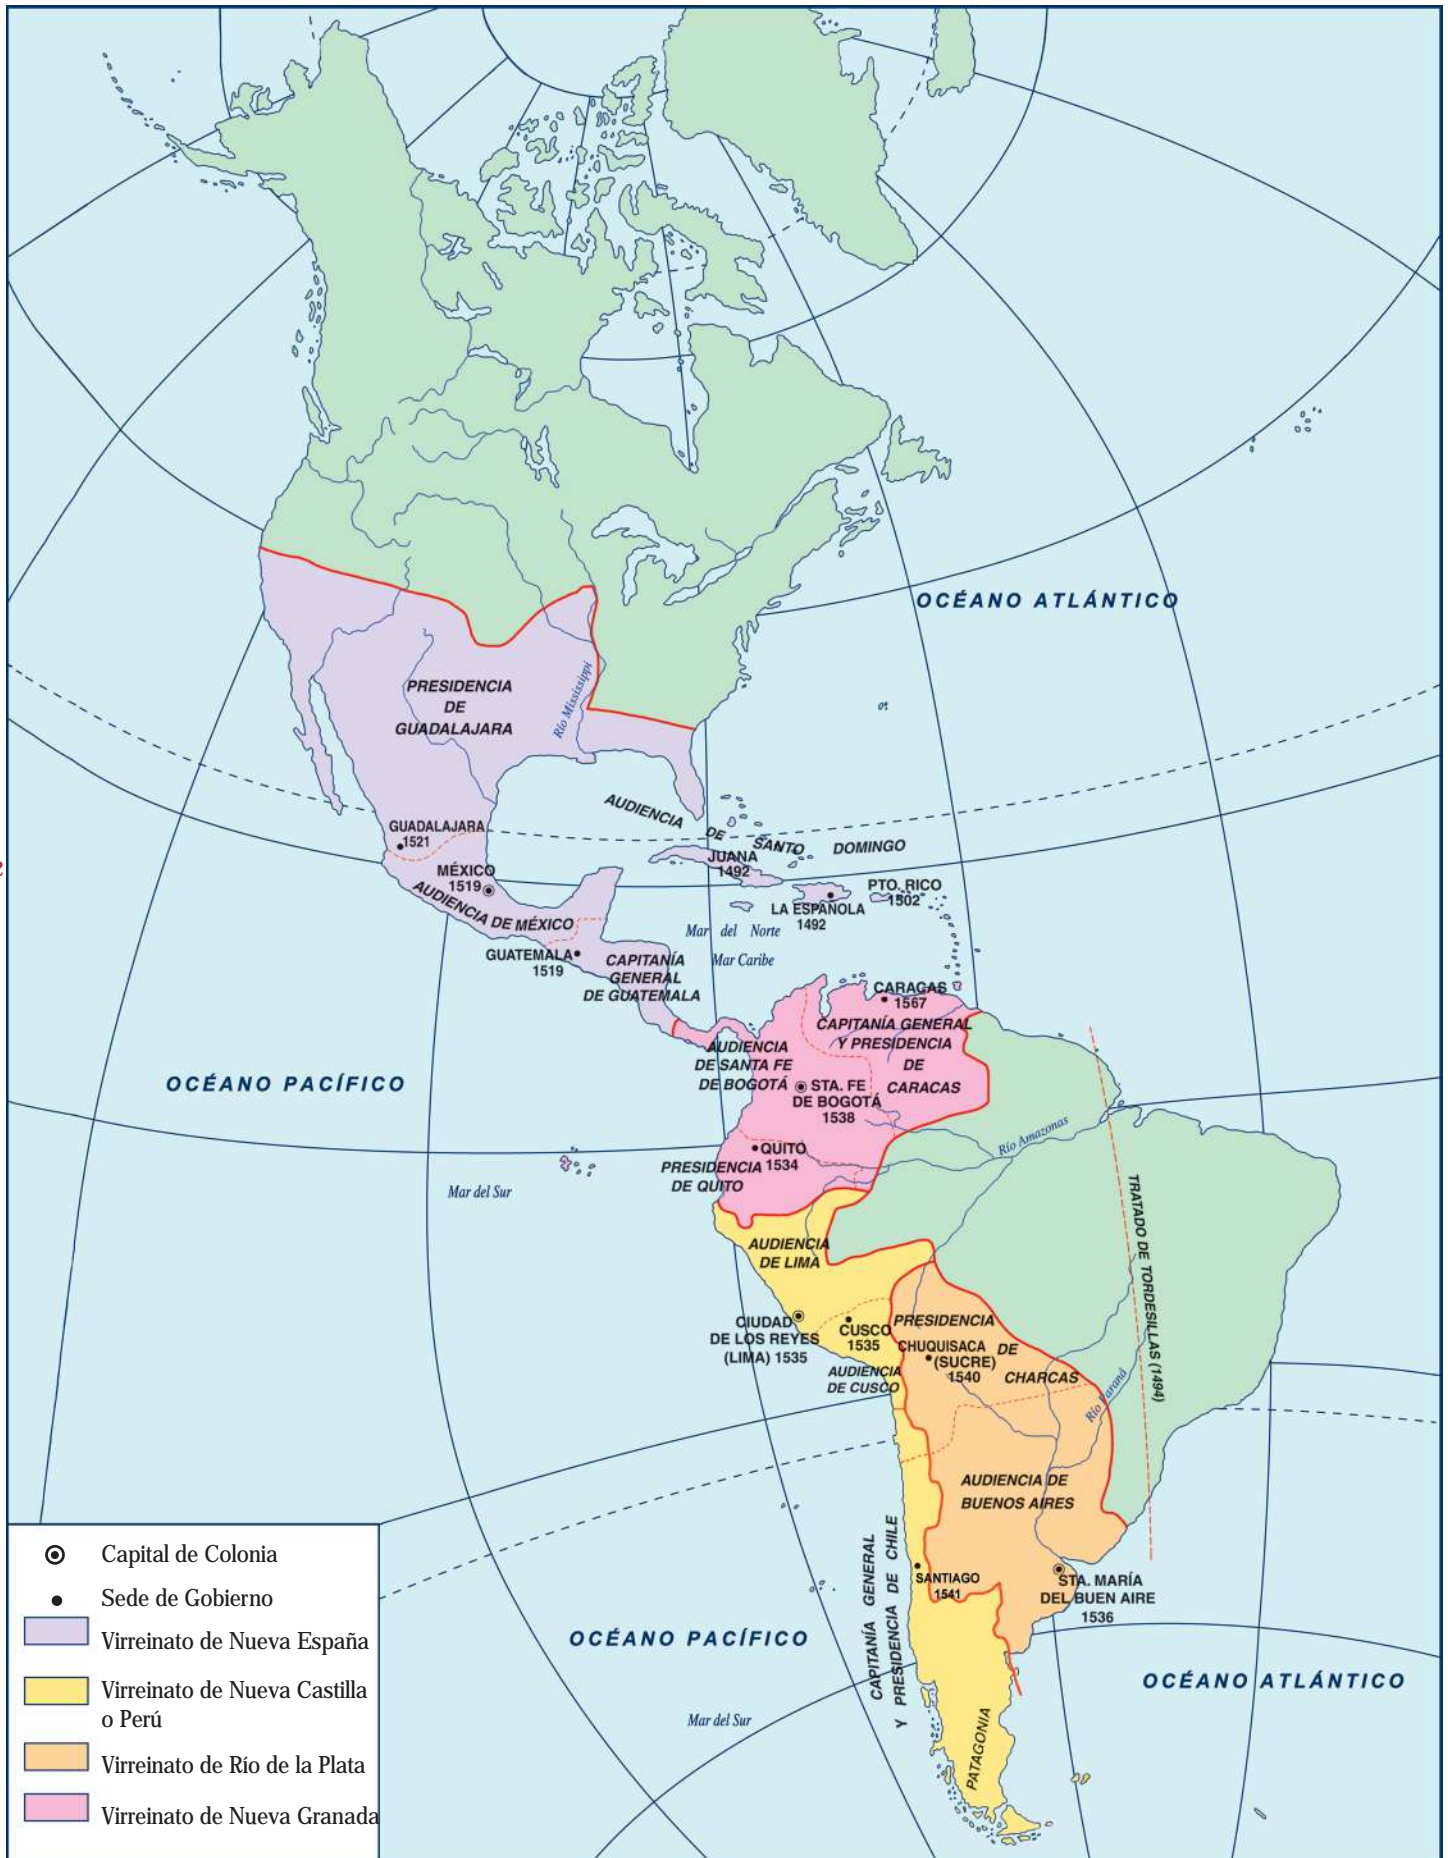 OCÉANO ATLÁNTICO
PRESIDENCIA
DE
GUADALAJARA
Río Mississippi
AUDIENCIA DE SANTO DOMINGO
GUADALAJARA
1521
JUANA
1492
MÉXICO
1519
AUDIENCIA DE MÉXICO
PTO. RICO
1502
LA ESPAÑOLA
1492
Mar del Norte
Mar Caribe
GUATEMALA
1519
CAPITANÍA
GENERAL
DE GUATEMALA
CARACAS
1567
CAPITANÍA GENERAL
Y PRESIDENCIA
DE
CARACAS
AUDIENCIA
DE SANTA FE
DE BOGOTÁ
STA. FE
DE BOGOTÁ
1538
OCÉANO PACÍFICO
Río Amazonas
QUITO
1534
PRESIDENCIA
DE QUITO
Mar del Sur
TRATADO DE TORDESILLAS (1494)
AUDIENCIA
DE LIMA
CIUDAD
DE LOS REYES
(LIMA) 1535
CUSCO
1535
AUDIENCIA
DE CUSCO
PRESIDENCIA
DE
CHARCAS
CHUQUISACA
(SUCRE)
1540
Río Paraná
AUDIENCIA DE
BUENOS AIRES
CAPITANÍA GENERAL
Y PRESIDENCIA DE CHILE
SANTIAGO
1541
STA. MARÍA
DEL BUEN AIRE
1536
OCÉANO PACÍFICO
OCÉANO ATLÁNTICO
Mar del Sur
PATAGONIA
Capital de Colonia
Sede de Gobierno
Virreinato de Nueva España
Virreinato de Nueva Castilla
o Perú
Virreinato de Río de la Plata
Virreinato de Nueva Granada